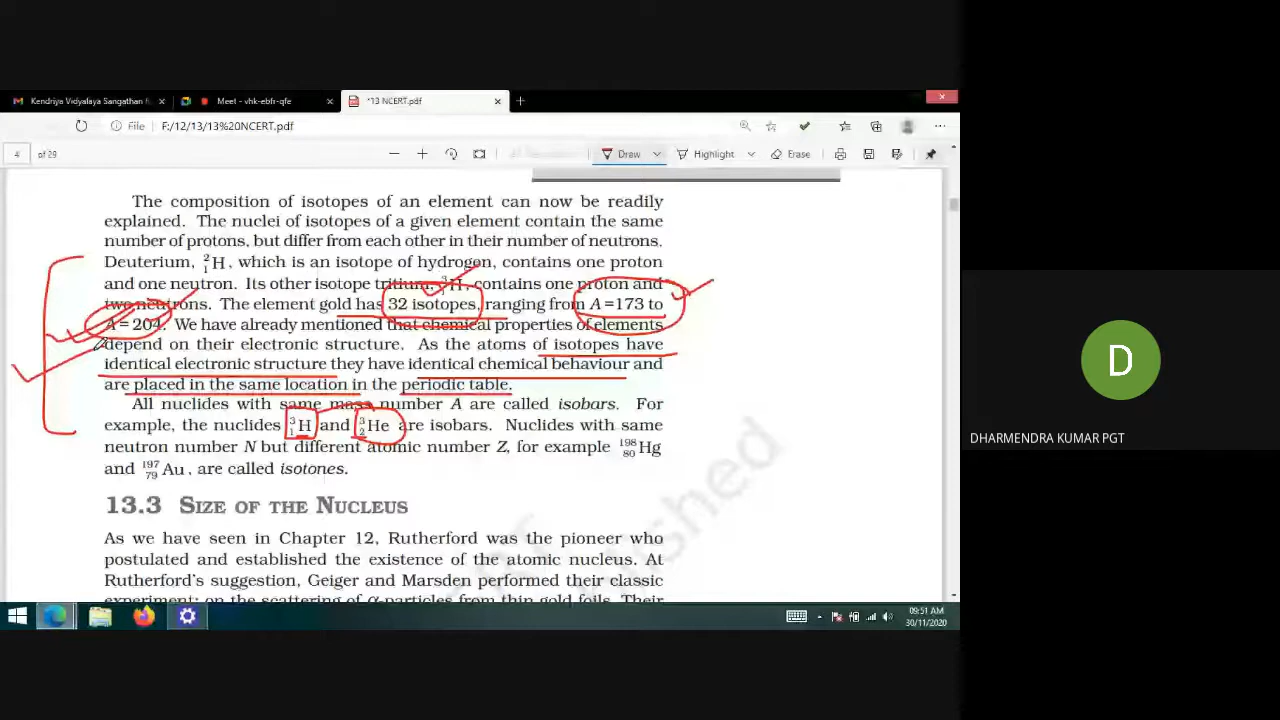 Kendriya Vidyalaya Sangathan
Meet - vhk-ebfr-qfe
*13 NCERT.pdf
File F:/12/13/13%20NCERT.pdf
4 of 29
Draw
Highlight
Erase
The composition of isotopes of an element can now be readily
explained. The nuclei of isotopes of a given element contain the same
number of protons, but differ from each other in their number of neutrons.
Deuterium, ²₁H, which is an isotope of hydrogen, contains one proton
and one neutron. Its other isotope tritium, ³₁H, contains one proton and
two neutrons. The element gold has 32 isotopes, ranging from A =173 to
A = 204. We have already mentioned that chemical properties of elements
depend on their electronic structure. As the atoms of isotopes have
identical electronic structure they have identical chemical behaviour and
are placed in the same location in the periodic table.
All nuclides with same mass number A are called isobars. For
example, the nuclides ³₁H and ³₂He are isobars. Nuclides with same
neutron number N but different atomic number Z, for example ¹⁹⁸₈₀Hg
and ¹⁹⁷₇₉Au, are called isotones.
13.3 SIZE OF THE NUCLEUS
As we have seen in Chapter 12, Rutherford was the pioneer who
postulated and established the existence of the atomic nucleus. At
Rutherford's suggestion, Geiger and Marsden performed their classic
experiment: on the scattering of α-particles from thin gold foils. Their
D
DHARMENDRA KUMAR PGT
09:51 AM
30/11/2020